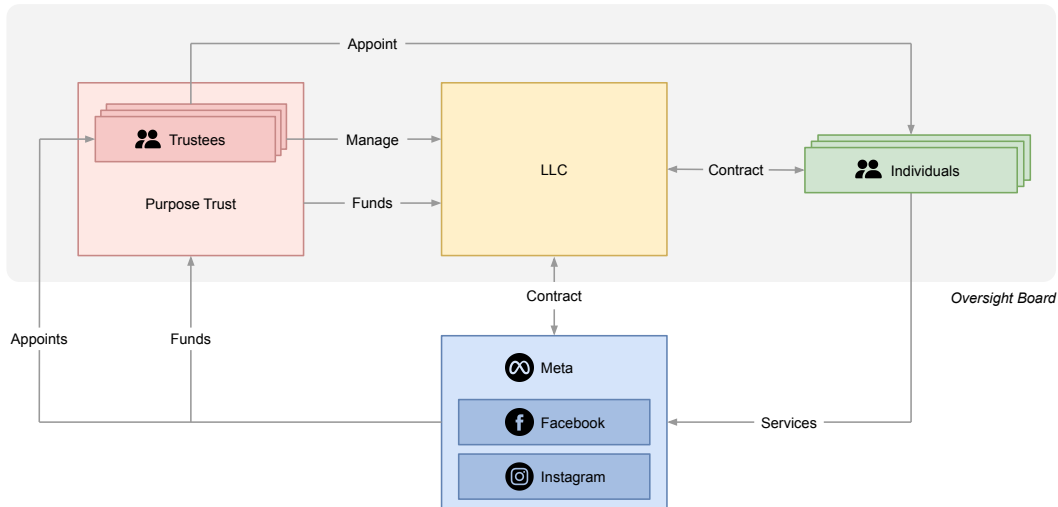 Appoint
Trustees
Manage
LLC
Contract
Individuals
Purpose Trust
Funds
Oversight Board
Contract
Appoints
Funds
Meta
Facebook
Services
Instagram